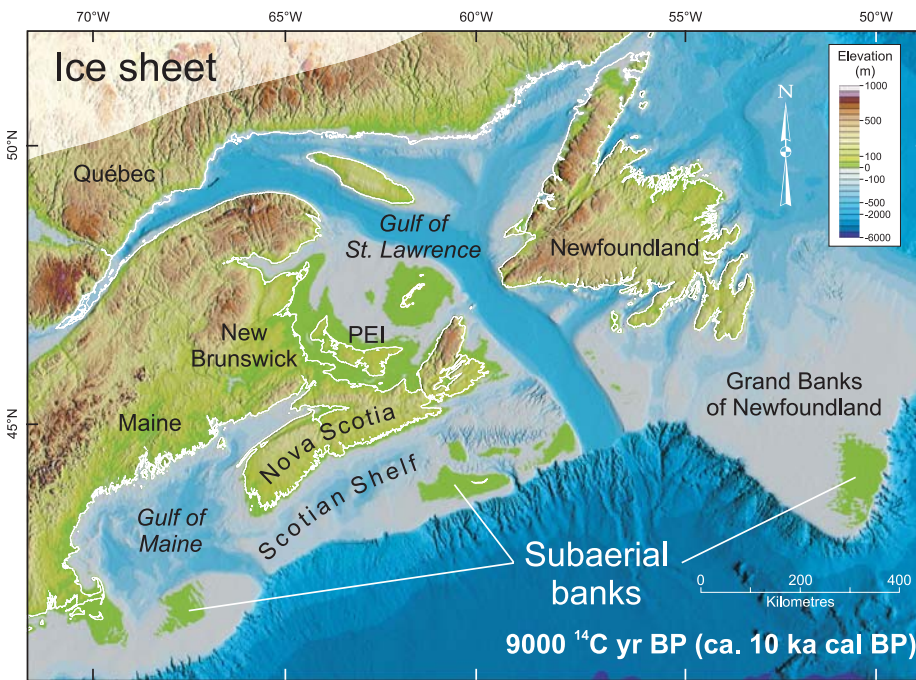 70°W
65°W
60°W
55°W
50°W
Ice sheet
Elevation
(m)
1000
500
100
0
-100
-500
-2000
-6000
N
50°N
Québec
Gulf of
St. Lawrence
Newfoundland
New
Brunswick
PEI
Grand Banks
of Newfoundland
45°N
Maine
Nova Scotia
Scotian Shelf
Gulf of
Maine
Subaerial
banks
0 200 400
Kilometres
9000 ¹⁴C yr BP (ca. 10 ka cal BP)